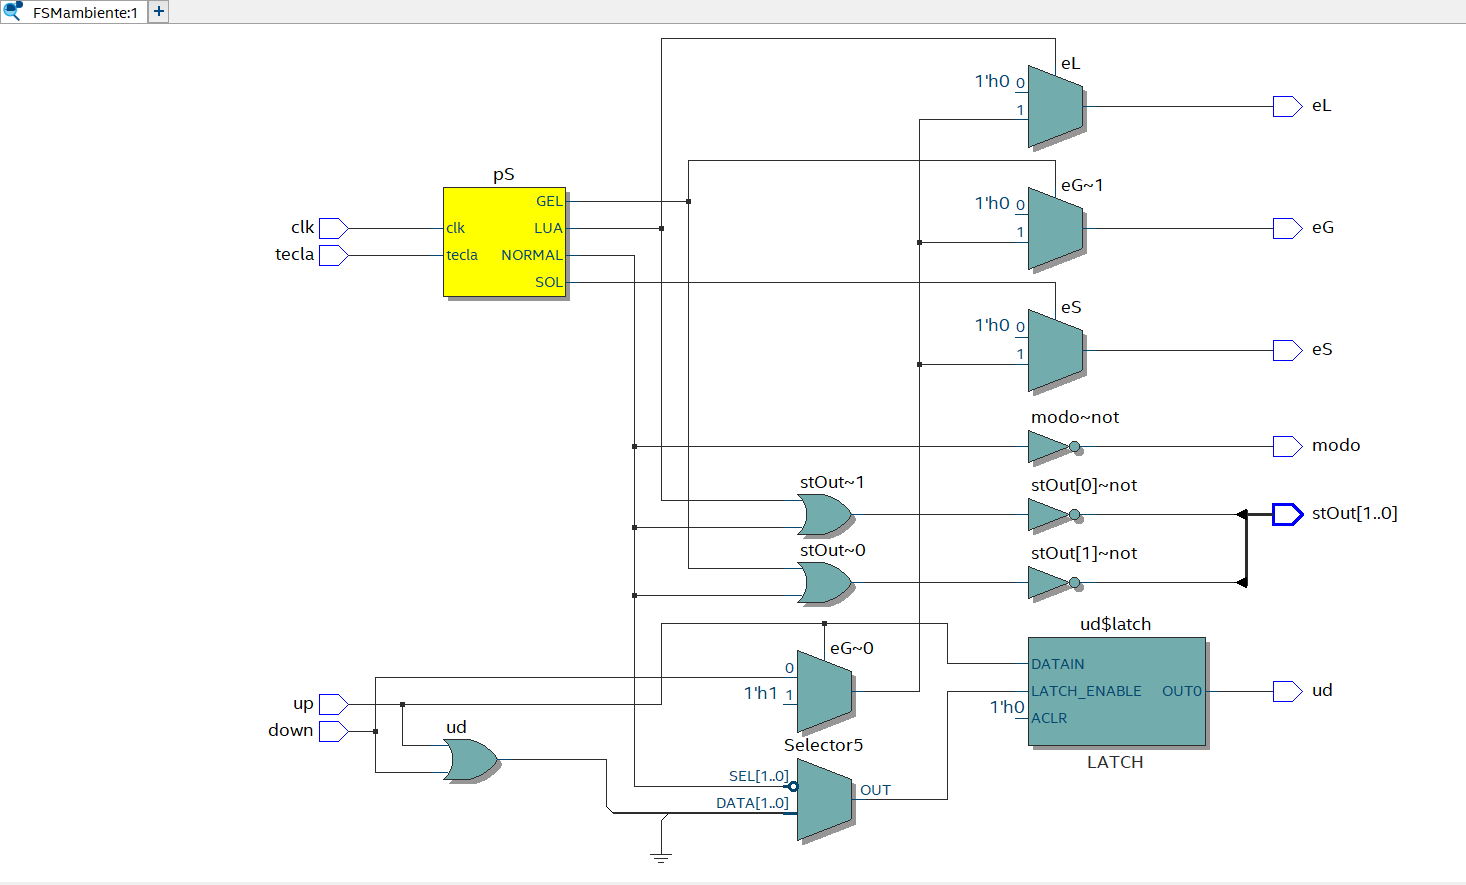 FSMambiente:1
+
eL
1'h0 0
1
eL
pS
eG~1
GEL
1'h0 0
clk clk LUA
1
eG
tecla tecla NORMAL
SOL
eS
1'h0 0
1
eS
modo~not
modo
stOut~1
stOut[0]~not
stOut[1..0]
stOut~0
stOut[1]~not
ud$latch
eG~0
0
DATAIN
1'h1 1
LATCH_ENABLE OUT0
ud
up
1'h0
ACLR
down
ud
Selector5
LATCH
SEL[1..0]
OUT
DATA[1..0]